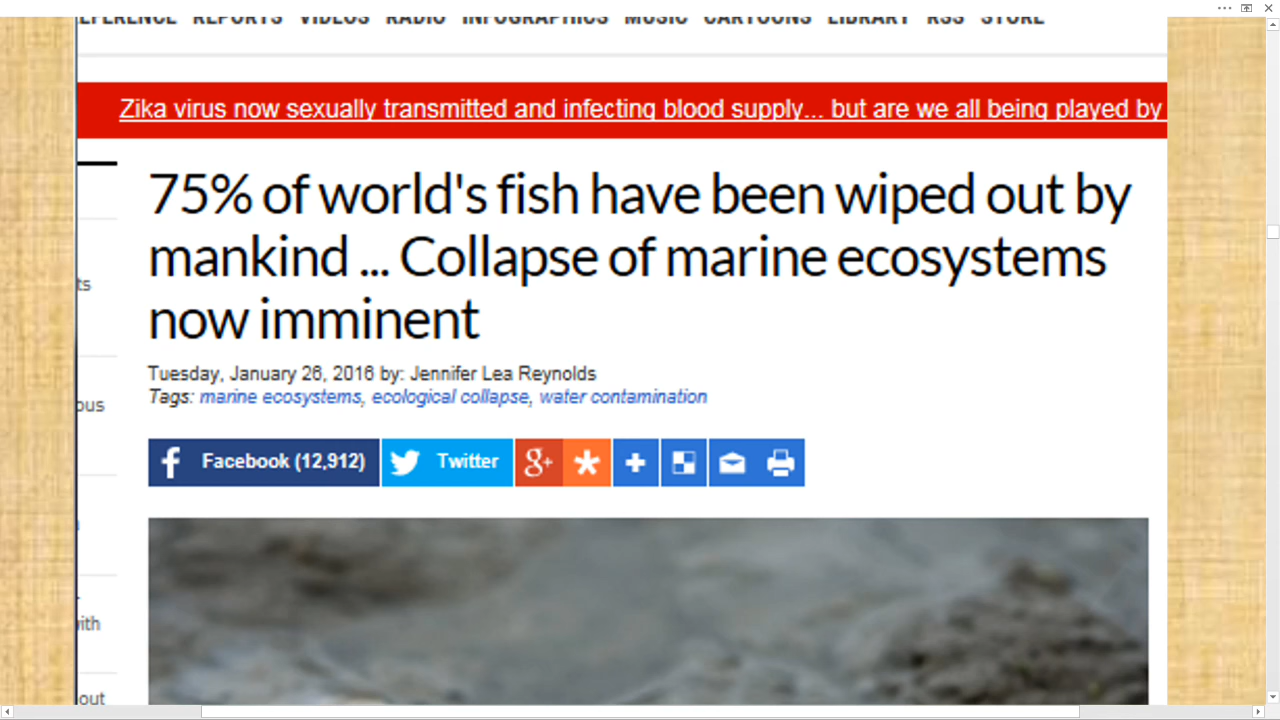 REFERENCE REPORTS VIDEOS RADIO INFOGRAPHICS MUSIC CARTOONS LIBRARY RSS STORE
Zika virus now sexually transmitted and infecting blood supply... but are we all being played by
75% of world's fish have been wiped out by
mankind ... Collapse of marine ecosystems
now imminent
ts
Tuesday, January 26, 2016 by: Jennifer Lea Reynolds
Tags: marine ecosystems, ecological collapse, water contamination
ous
Facebook (12,912) Twitter g+
with
out